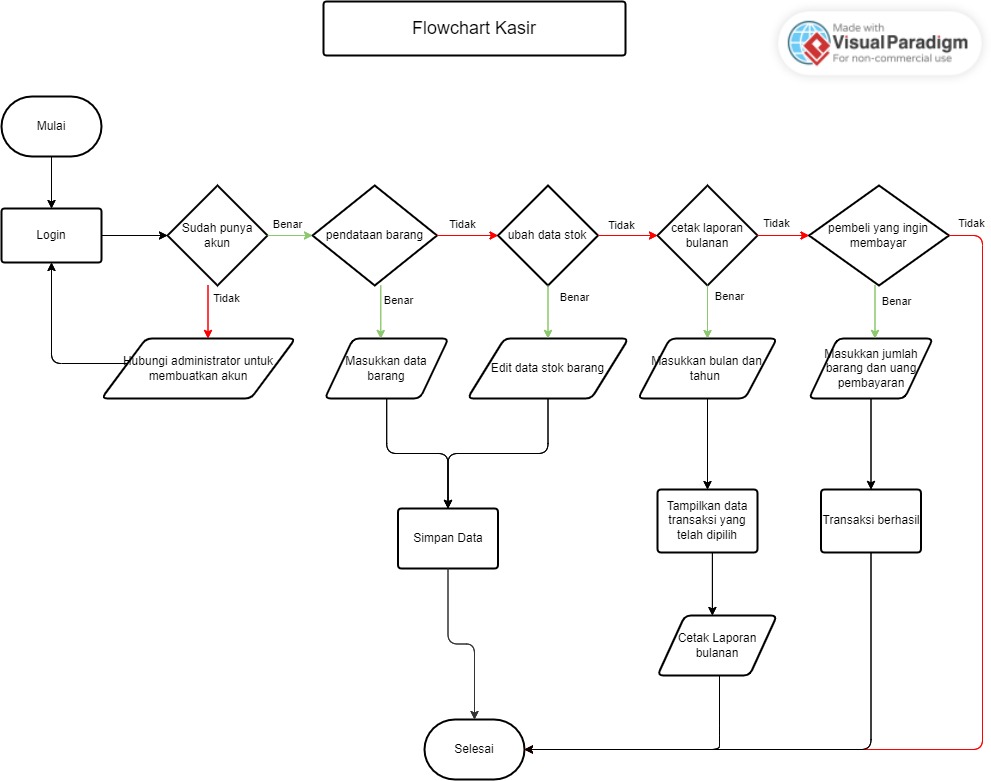 Flowchart Kasir
Made with
VisualParadigm
For non-commercial use
Mulai
Login
Sudah punya
akun
Benar
pendataan barang
Tidak
ubah data stok
Tidak
cetak laporan
bulanan
Tidak
pembeli yang ingin
membayar
Tidak
Tidak
Benar
Benar
Benar
Benar
Hubungi administrator untuk
membuatkan akun
Masukkan data
barang
Edit data stok barang
Masukkan bulan dan
tahun
Masukkan jumlah
barang dan uang
pembayaran
Simpan Data
Tampilkan data
transaksi yang
telah dipilih
Transaksi berhasil
Cetak Laporan
bulanan
Selesai